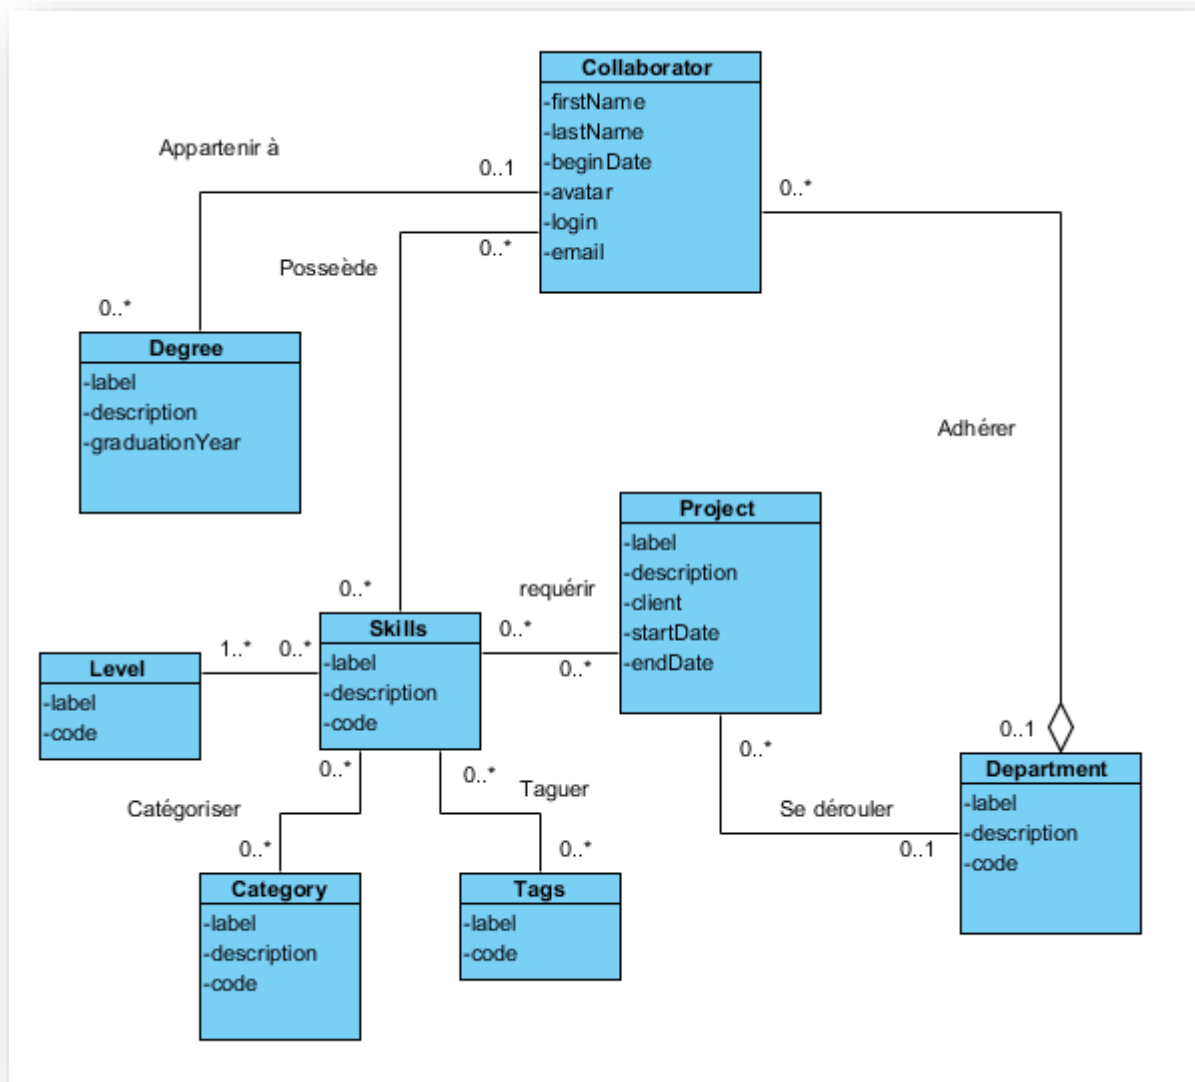 Collaborator
-firstName
-lastName
-beginDate
-avatar
-login
-email
Appartenir à
0..1
0..*
0..*
Posseède
0..*
Degree
-label
-description
-graduationYear
Adhérer
Project
-label
-description
-client
-startDate
-endDate
requérir
0..*
0..*
0..*
Skills
-label
-description
-code
1..*
0..*
Level
-label
-code
0..*
0..*
Taguer
Catégoriser
0..*
0..*
0..*
Se dérouler
0..1
0..1
Department
-label
-description
-code
Category
-label
-description
-code
Tags
-label
-code